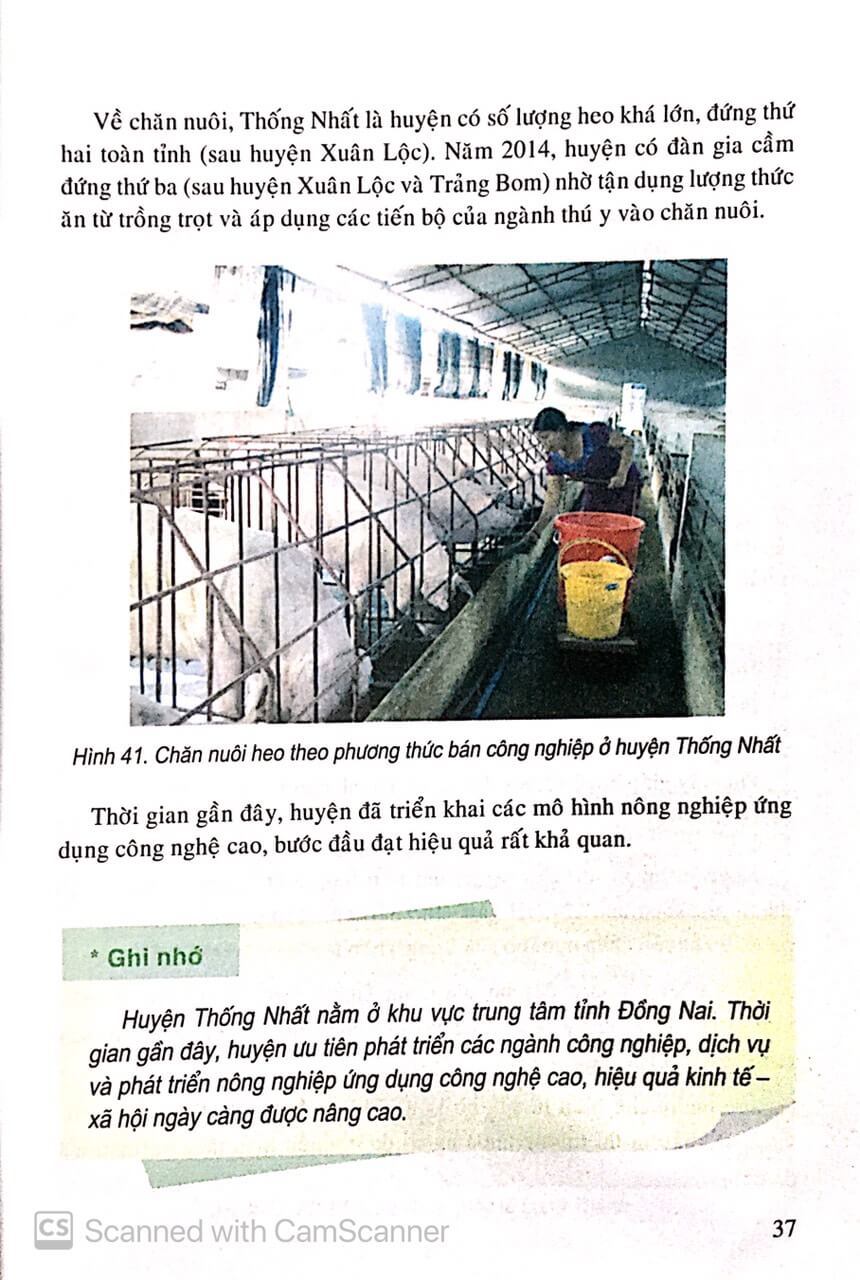 Về chăn nuôi, Thống Nhất là huyện có số lượng heo khá lớn, đứng thứ
hai toàn tỉnh (sau huyện Xuân Lộc). Năm 2014, huyện có đàn gia cầm
đứng thứ ba (sau huyện Xuân Lộc và Trảng Bom) nhờ tận dụng lượng thức
ăn từ trồng trọt và áp dụng các tiến bộ của ngành thú y vào chăn nuôi.
Hình 41. Chăn nuôi heo theo phương thức bán công nghiệp ở huyện Thống Nhất
Thời gian gần đây, huyện đã triển khai các mô hình nông nghiệp ứng
dụng công nghệ cao, bước đầu đạt hiệu quả rất khả quan.
* Ghi nhớ
Huyện Thống Nhất nằm ở khu vực trung tâm tỉnh Đồng Nai. Thời
gian gần đây, huyện ưu tiên phát triển các ngành công nghiệp, dịch vụ
và phát triển nông nghiệp ứng dụng công nghệ cao, hiệu quả kinh tế –
xã hội ngày càng được nâng cao.
CS Scanned with CamScanner
37